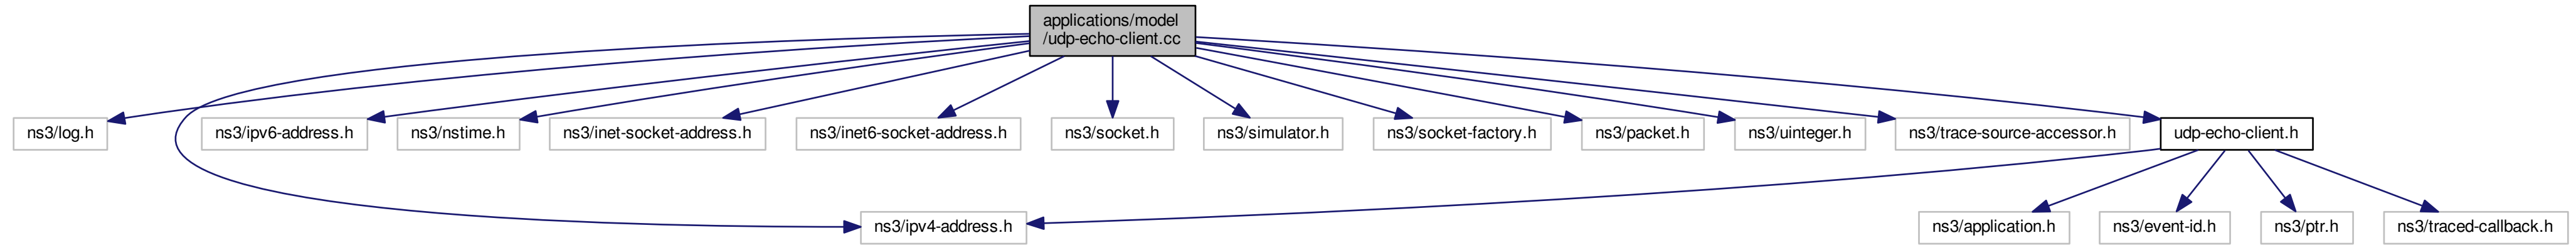 applications/model
/udp-echo-client.cc
ns3/log.h
ns3/ipv6-address.h
ns3/nstime.h
ns3/inet-socket-address.h
ns3/inet6-socket-address.h
ns3/socket.h
ns3/simulator.h
ns3/socket-factory.h
ns3/packet.h
ns3/uinteger.h
ns3/trace-source-accessor.h
udp-echo-client.h
ns3/ipv4-address.h
ns3/application.h
ns3/event-id.h
ns3/ptr.h
ns3/traced-callback.h